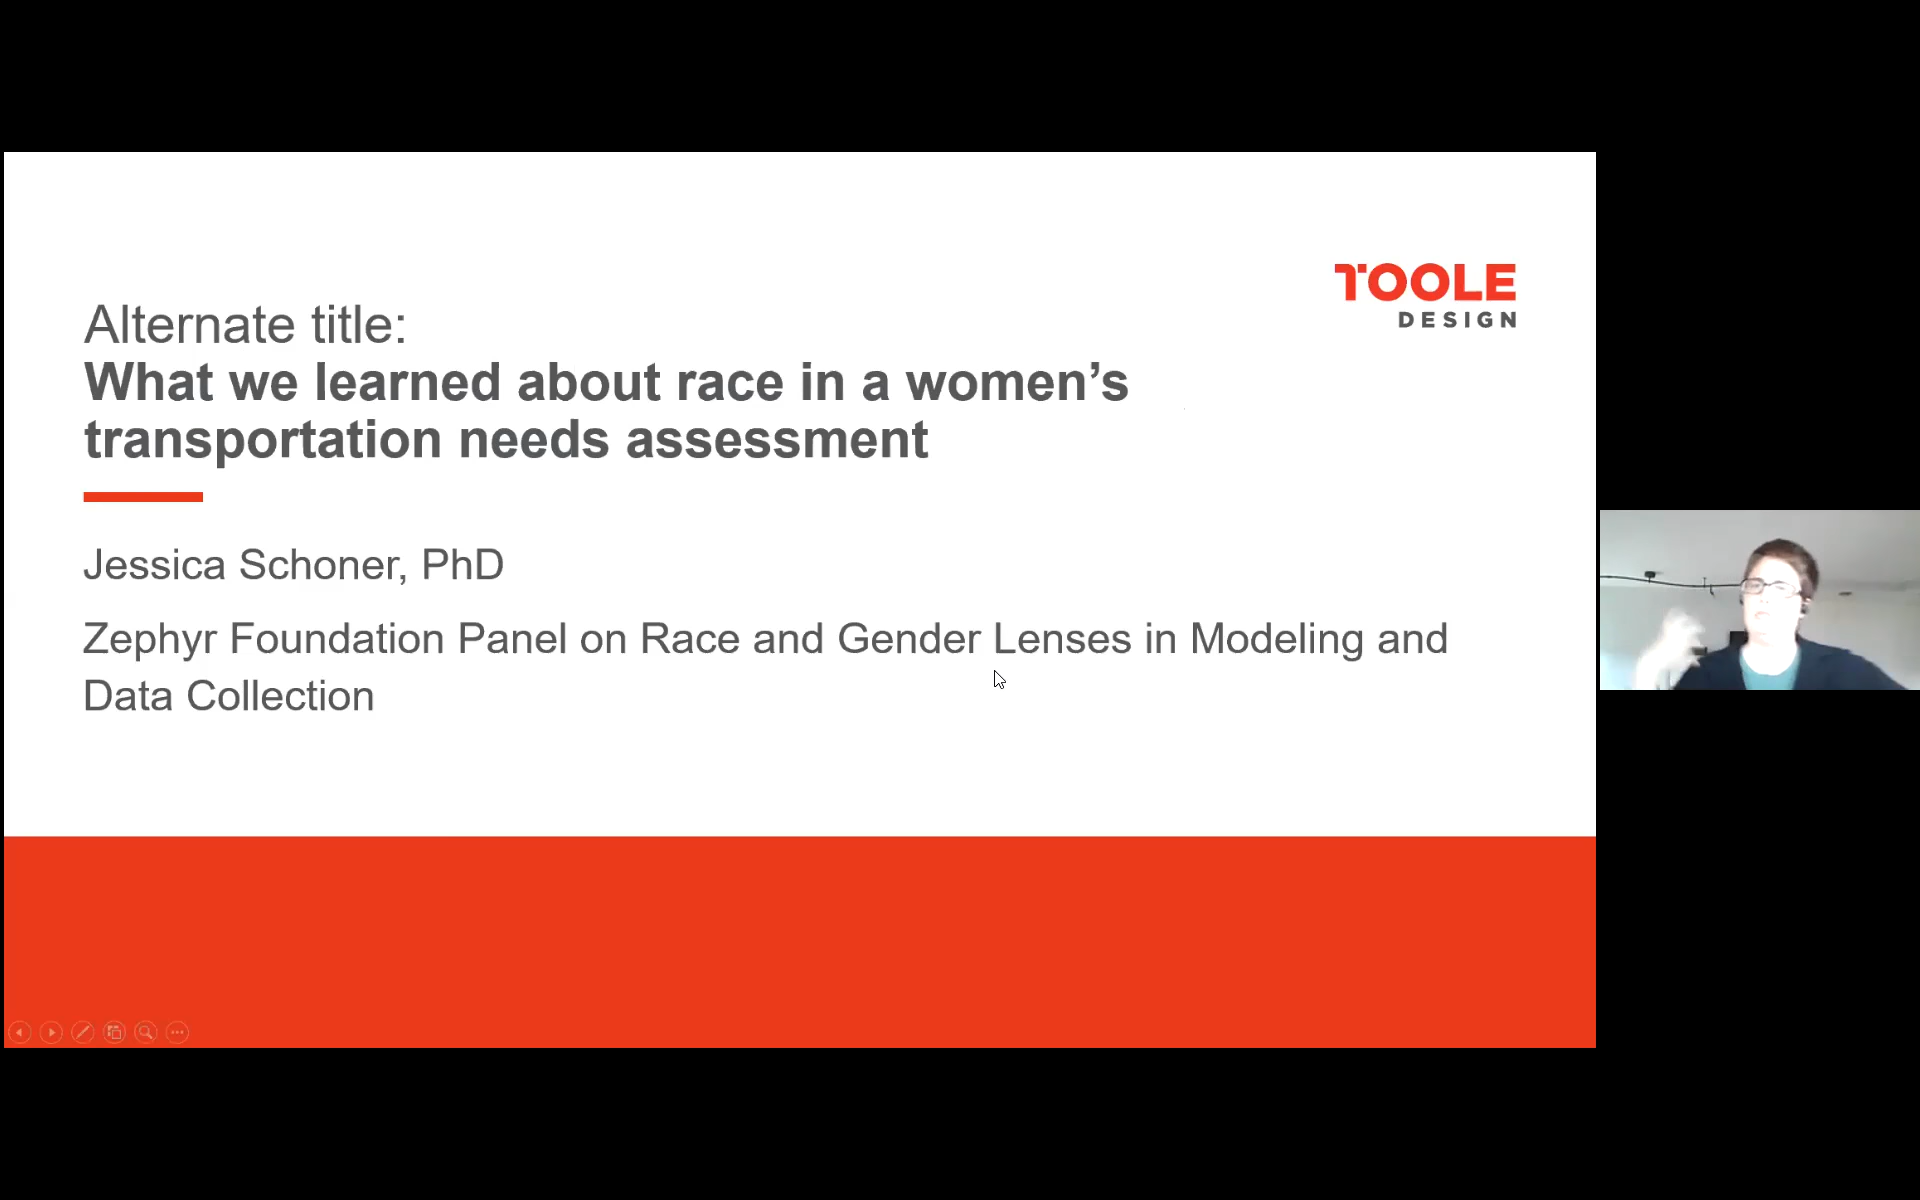 TOOLE
DESIGN
Alternate title:
What we learned about race in a women’s
transportation needs assessment
Jessica Schoner, PhD
Zephyr Foundation Panel on Race and Gender Lenses in Modeling and
Data Collection